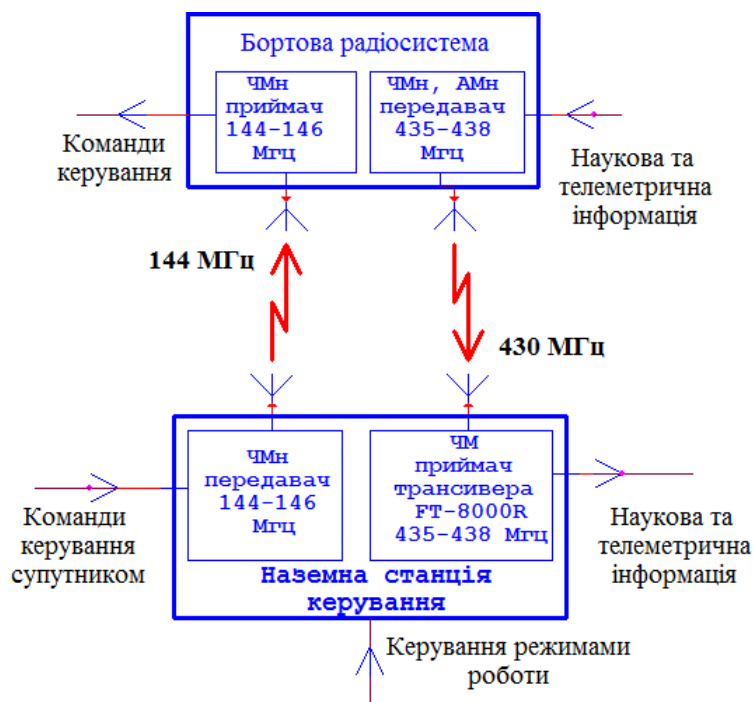 Бортова радіосистема
ЧМн
приймач
144-146
Мгц
ЧМн, АМн
передавач
435-438
Мгц
Команди
керування
Наукова та
телеметрична
інформація
144 МГц
430 МГц
ЧМн
передавач
144-146
Мгц
ЧМ
приймач
трансивера
FT-8000R
435-438 Мгц
Команди
керування
супутником
Наукова та
телеметрична
інформація
Наземна станція
керування
Керування режимами
роботи